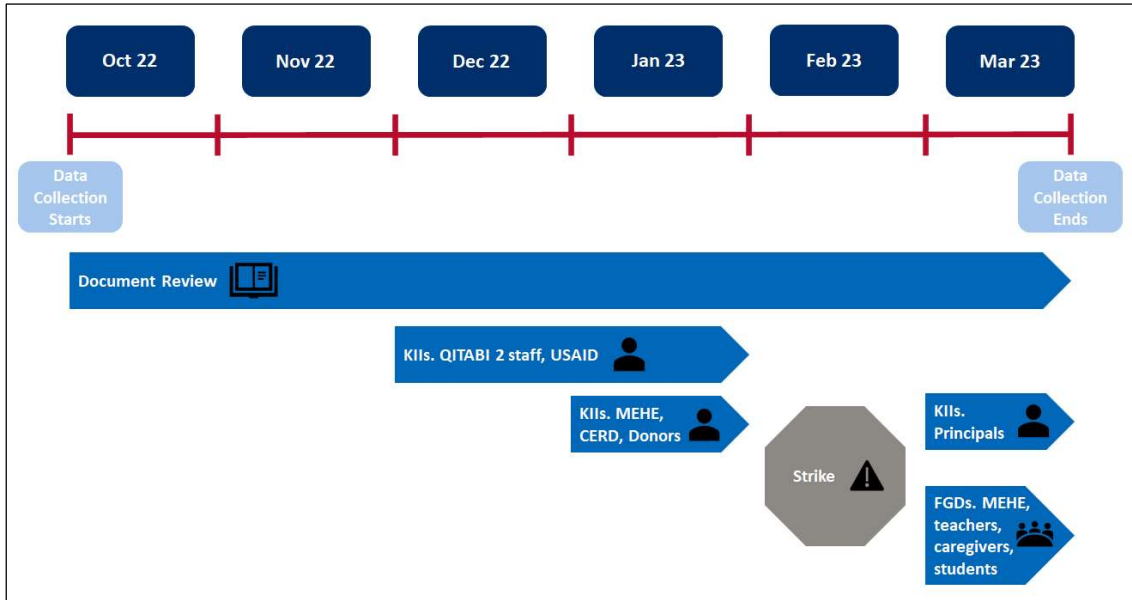 Oct 22
Nov 22
Dec 22
Jan 23
Feb 23
Mar 23
Data
Collection
Starts
Data
Collection
Ends
Document Review
KIIs. QITABI 2 staff, USAID
KIIs. MEHE,
CERD, Donors
KIIs.
Principals
Strike
FGDs. MEHE,
teachers,
caregivers,
students